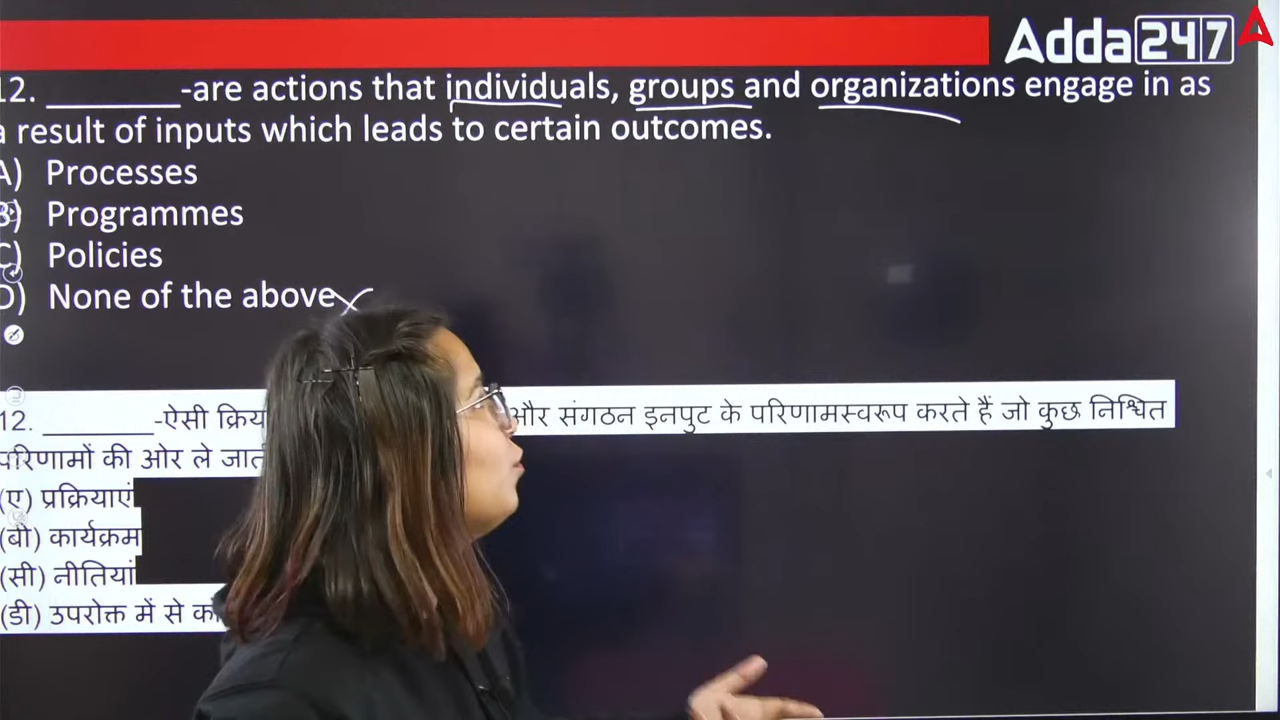 Adda247
12. _______-are actions that individuals, groups and organizations engage in as
a result of inputs which leads to certain outcomes.
A) Processes
B) Programmes
C) Policies
D) None of the above
12. _______-ऐसी और संगठन इनपुट के परिणामस्वरूप करते हैं जो कुछ निश्चित
परिणामों की ओर ले
(ए) प्रक्रियाएं
(बी) कार्यक्रम
(सी) नीतियां
(डी) उपरोक्त में से